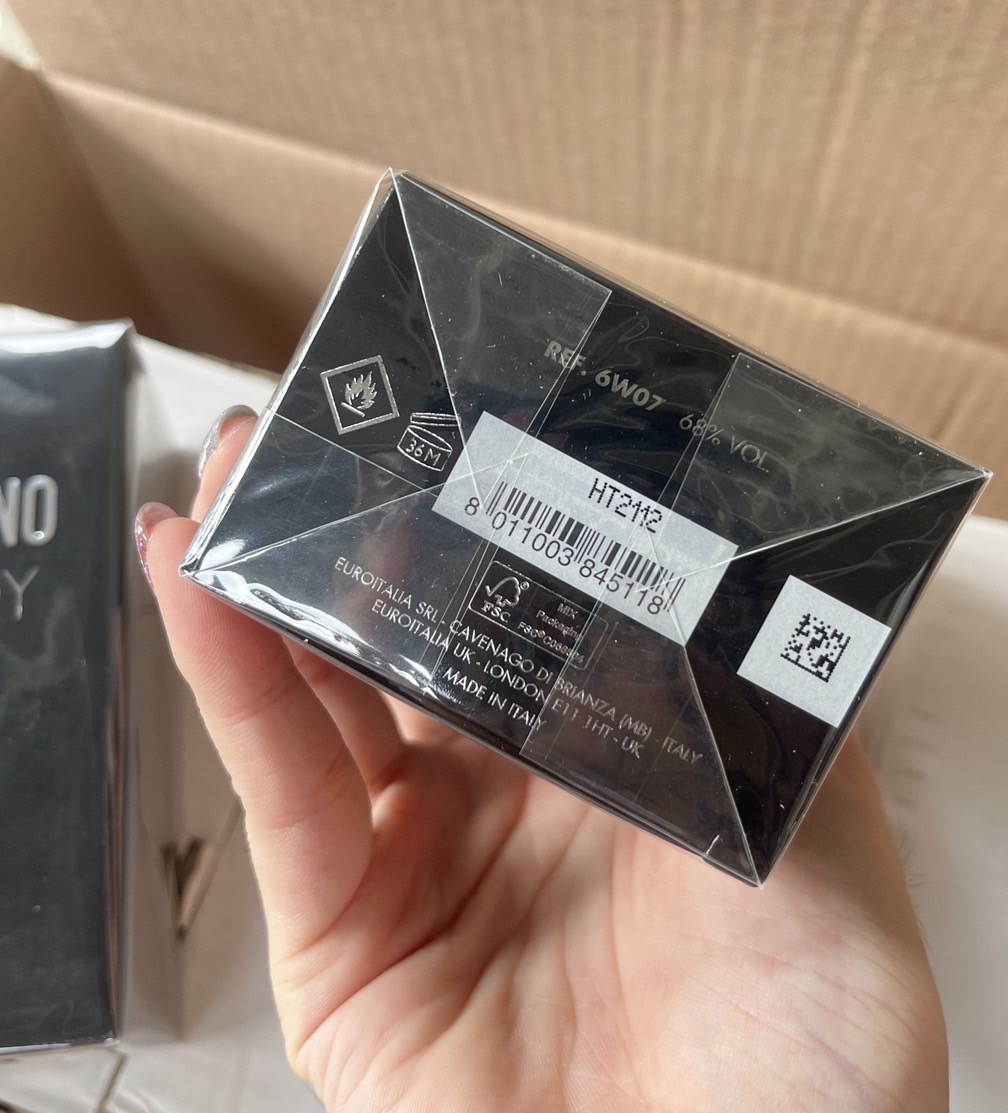 NO
Y
REF. 6W07 68% VOL.
36 M
HT2112
8 011003 845118
FSC®
MIX
Packaging
EUROITALIA SRL - CAVENAGO DI BRIANZA (MB) - ITALY
EUROITALIA UK - LONDON E11 1HT - UK
MADE IN ITALY